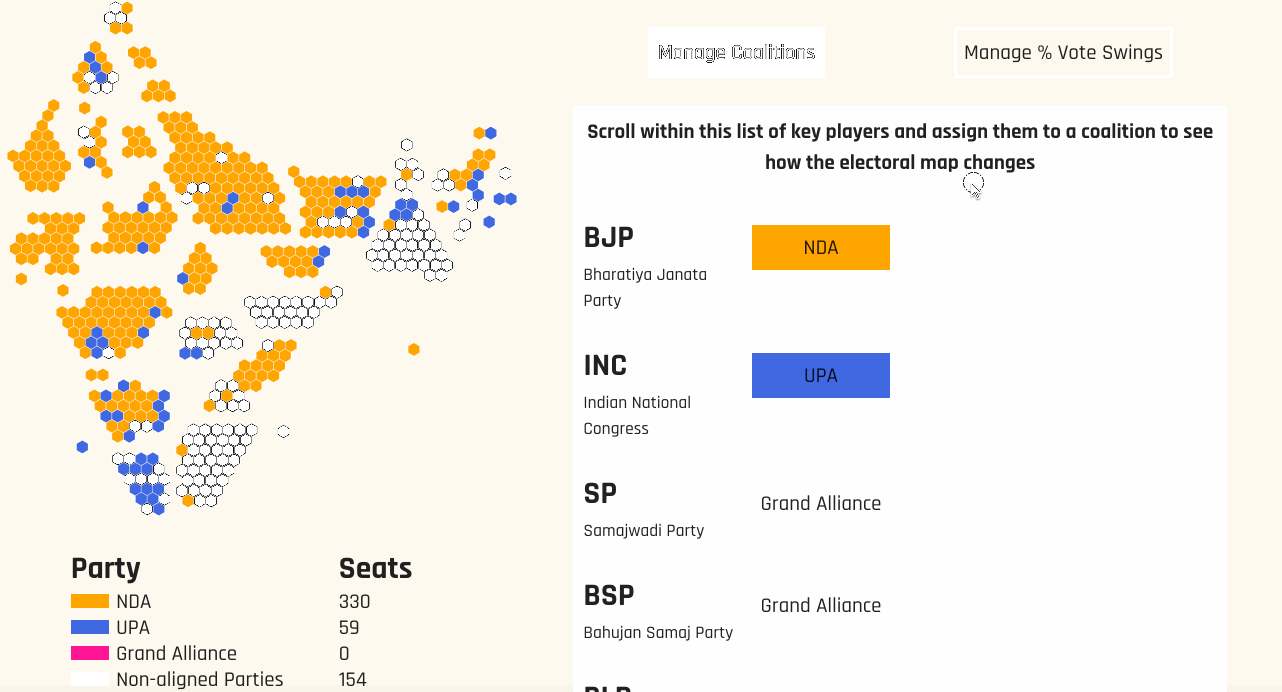 Manage Coalitions
Manage % Vote Swings
Scroll within this list of key players and assign them to a coalition to see
how the electoral map changes
BJP
Bharatiya Janata
Party
NDA
INC
Indian National
Congress
UPA
SP
Samajwadi Party
Grand Alliance
BSP
Bahujan Samaj Party
Grand Alliance
Party Seats
NDA 330
UPA 59
Grand Alliance 0
Non-aligned Parties 154